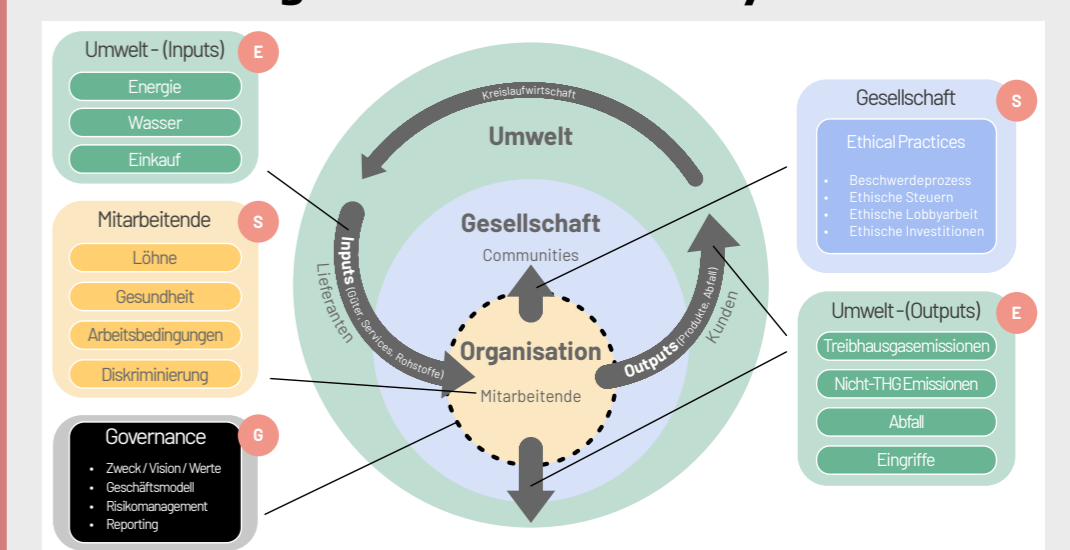 Umwelt - (Inputs)
E
Energie
Wasser
Einkauf
Mitarbeitende
S
Löhne
Gesundheit
Arbeitsbedingungen
Diskriminierung
Governance
G
• Zweck / Vision / Werte
• Geschäftsmodell
• Risikomanagement
• Reporting
Kreislaufwirtschaft
Umwelt
Gesellschaft
Communities
Inputs (Güter, Services, Rohstoffe)
Lieferanten
Organisation
Mitarbeitende
Outputs (Produkte, Abfall)
Kunden
Gesellschaft
S
Ethical Practices
• Beschwerdeprozess
• Ethische Steuern
• Ethische Lobbyarbeit
• Ethische Investitionen
Umwelt - (Outputs)
E
Treibhausgasemissionen
Nicht-THG Emissionen
Abfall
Eingriffe